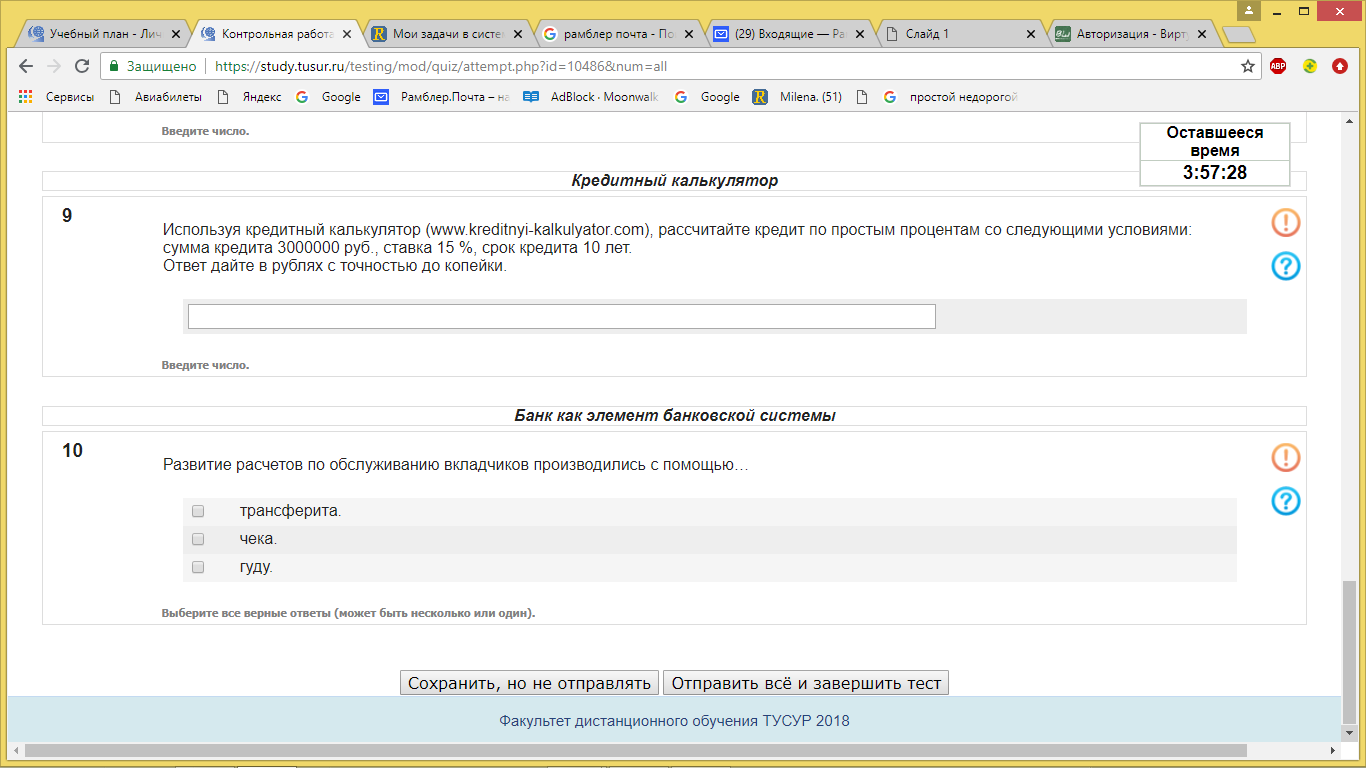 Учебный план - Лич
Контрольная работа
Мои задачи в систе
рамблер почта - По
(29) Входящие — Ра
Слайд 1
Авторизация - Вирт
Защищено
https://study.tusur.ru/testing/mod/quiz/attempt.php?id=10486&num=all
ABP
Сервисы
Авиабилеты
Яндекс
Google
Рамблер.Почта – на
AdBlock · Moonwalk
Google
Milena. (51)
простой недорогой
Введите число.
Оставшееся
время
3:57:28
Кредитный калькулятор
9
Используя кредитный калькулятор (www.kreditnyi-kalkulyator.com), рассчитайте кредит по простым процентам со следующими условиями:
сумма кредита 3000000 руб., ставка 15 %, срок кредита 10 лет.
Ответ дайте в рублях с точностью до копейки.
Введите число.
Банк как элемент банковской системы
10
Развитие расчетов по обслуживанию вкладчиков производились с помощью…
трансферита.
чека.
гуду.
Выберите все верные ответы (может быть несколько или один).
Сохранить, но не отправлять
Отправить всё и завершить тест
Факультет дистанционного обучения ТУСУР 2018